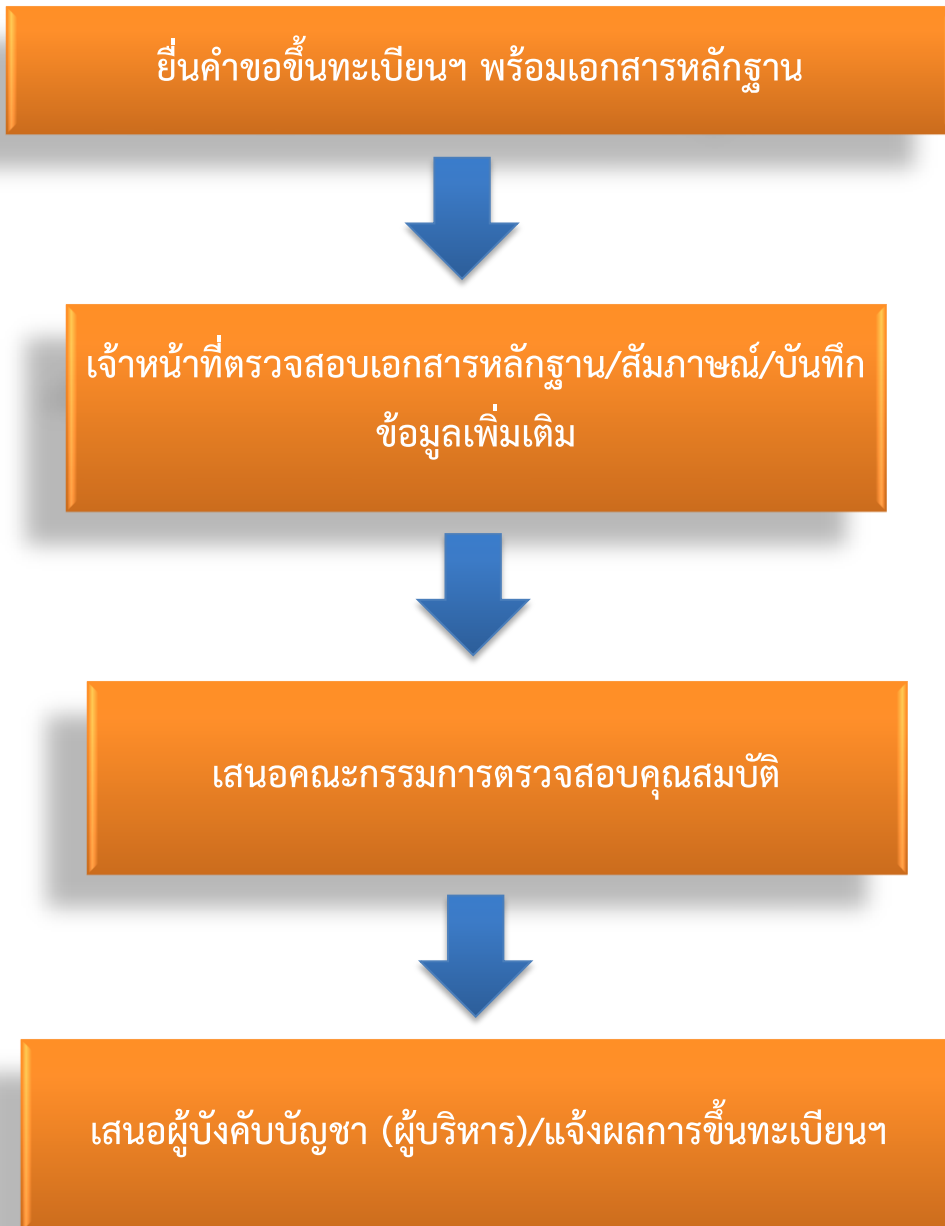 ยื่นคำขอขึ้นทะเบียนฯ พร้อมเอกสารหลักฐาน
เจ้าหน้าที่ตรวจสอบเอกสารหลักฐาน/สัมภาษณ์/บันทึก
ข้อมูลเพิ่มเติม
เสนอคณะกรรมการตรวจสอบคุณสมบัติ
เสนอผู้บังคับบัญชา (ผู้บริหาร)/แจ้งผลการขึ้นทะเบียนฯ